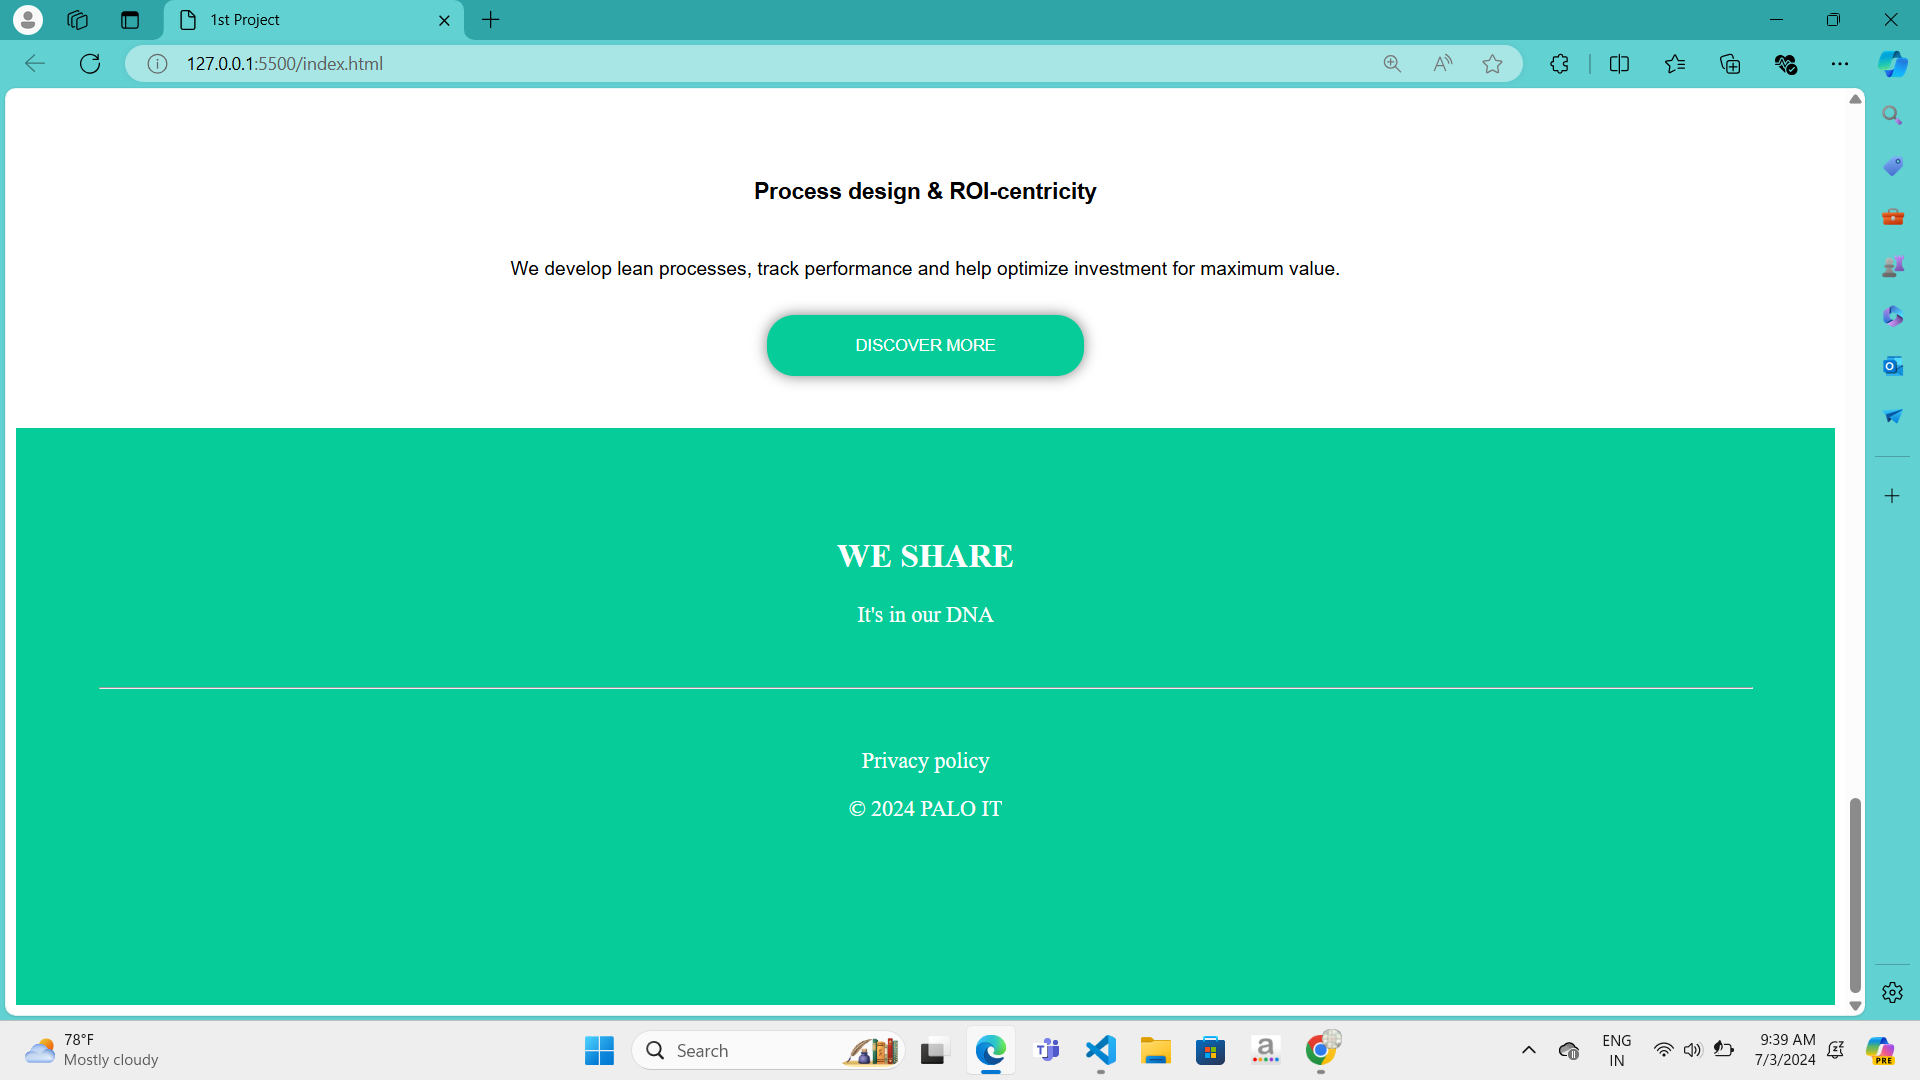 1st Project
127.0.0.1:5500/index.html
Process design & ROI-centricity
We develop lean processes, track performance and help optimize investment for maximum value.
DISCOVER MORE
WE SHARE
It's in our DNA
Privacy policy
© 2024 PALO IT
78°F
Mostly cloudy
Search
a
ENG
IN
9:39 AM
7/3/2024
PRE